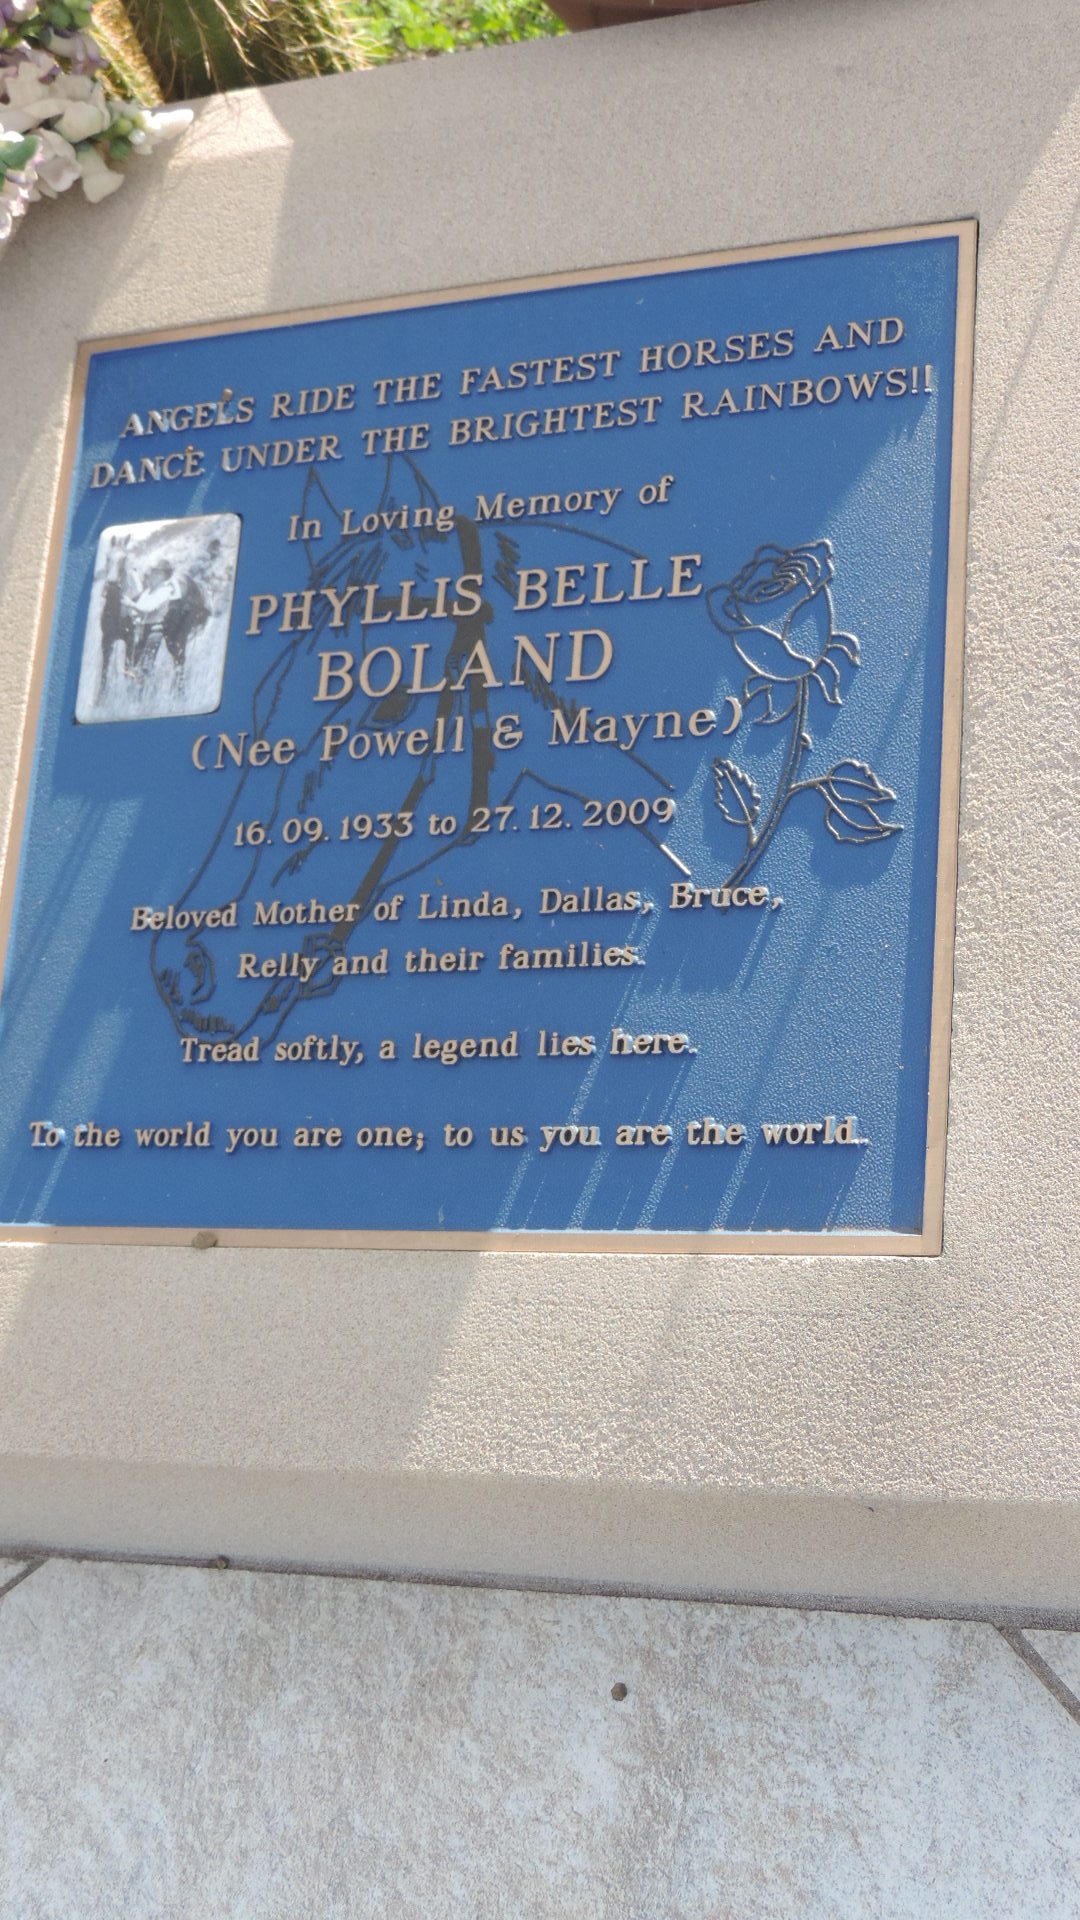 ANGELS RIDE THE FASTEST HORSES AND
DANCE UNDER THE BRIGHTEST RAINBOWS!!
In Loving Memory of
PHYLLIS BELLE
BOLAND
(Nee Powell & Mayne)
16.09.1933 to 27.12.2009
Beloved Mother of Linda, Dallas, Bruce,
Relly and their families.
Tread softly, a legend lies here.
To the world you are one; to us you are the world.